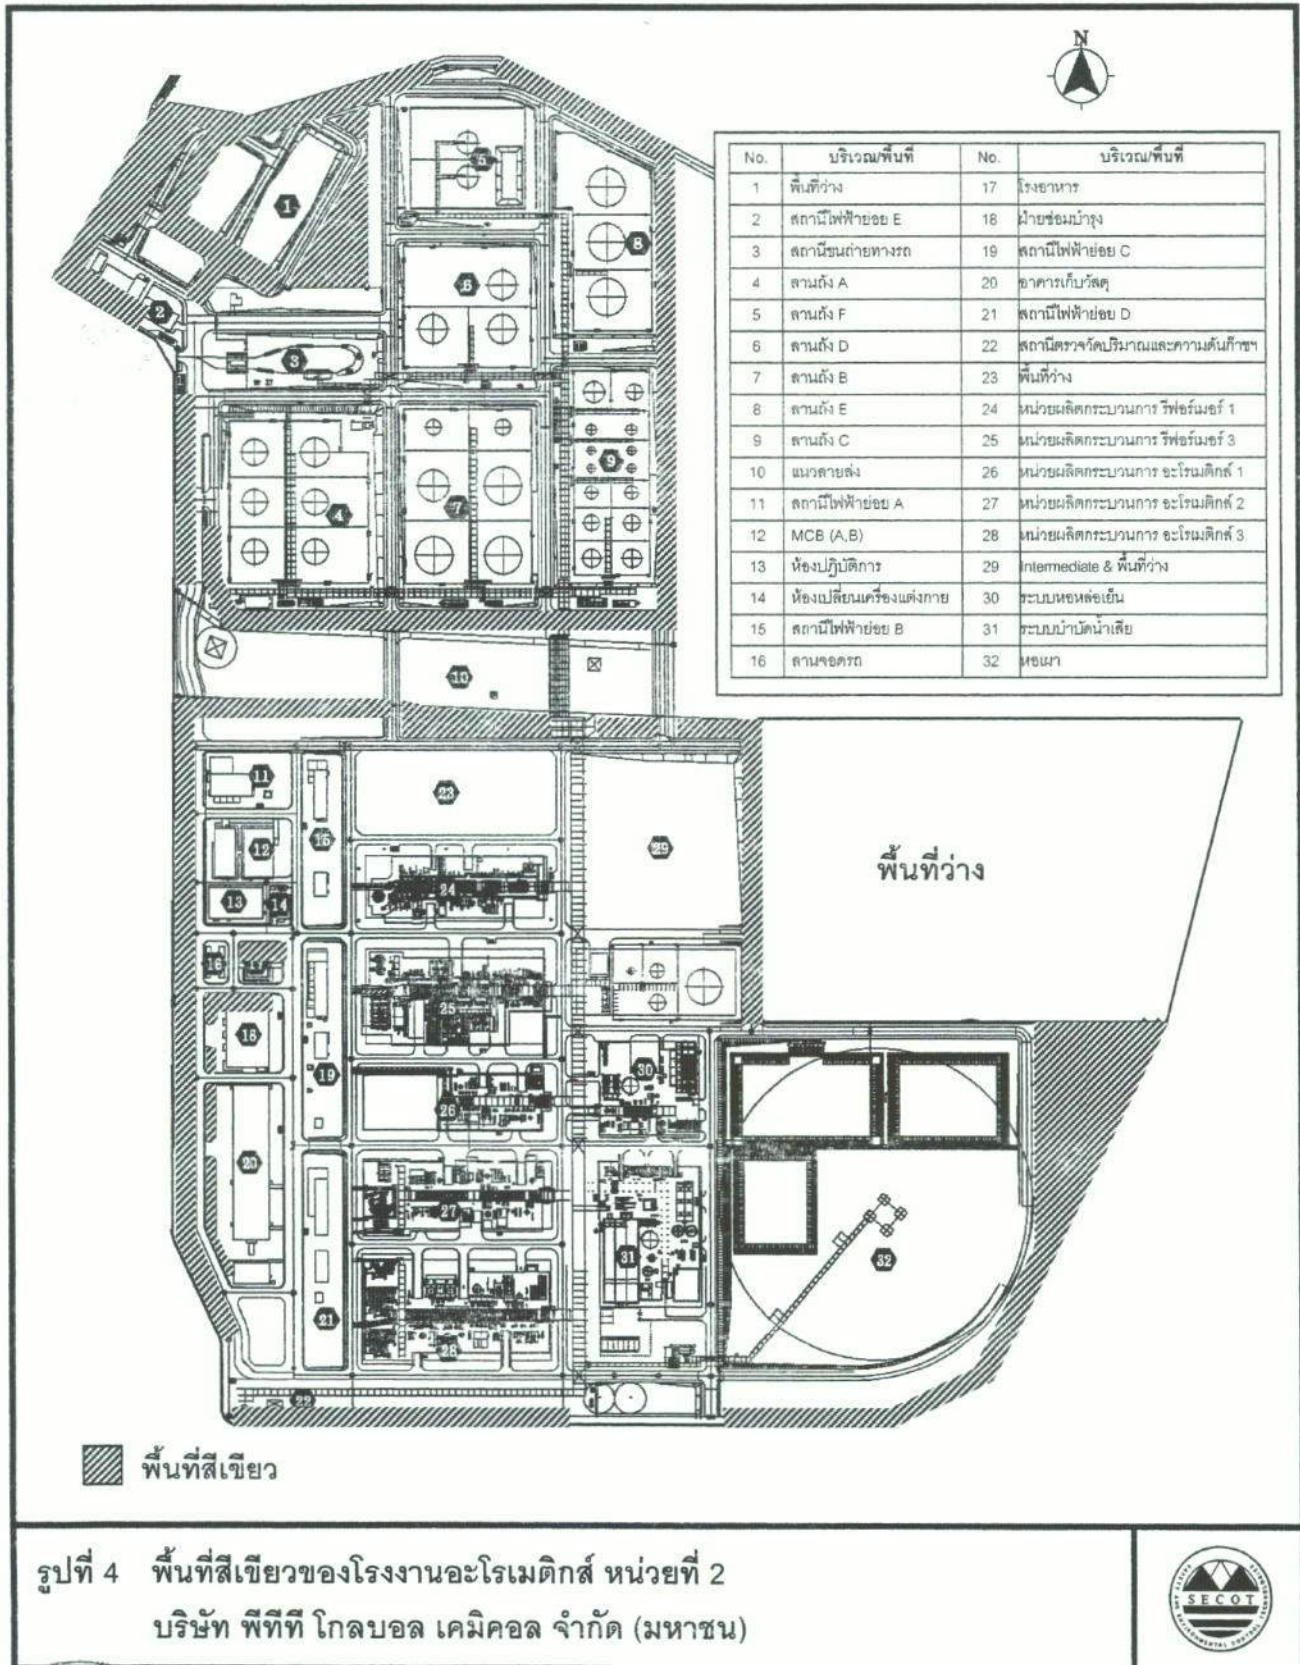 N
No. บริเวณ/พื้นที่ No. บริเวณ/พื้นที่
1 พื้นที่ว่าง 17 โรงอาหาร
2 สถานีไฟฟ้าย่อย E 18 ฝ่ายซ่อมบำรุง
3 สถานีขนถ่ายทางรถ 19 สถานีไฟฟ้าย่อย C
4 ลานถัง A 20 อาคารเก็บวัสดุ
5 ลานถัง F 21 สถานีไฟฟ้าย่อย D
6 ลานถัง D 22 สถานีตรวจวัดปริมาณและความดันก๊าซฯ
7 ลานถัง B 23 พื้นที่ว่าง
8 ลานถัง E 24 หน่วยผลิตกระบวนการ รีฟอร์เมอร์ 1
9 ลานถัง C 25 หน่วยผลิตกระบวนการ รีฟอร์เมอร์ 3
10 แนวสายส่ง 26 หน่วยผลิตกระบวนการ อะโรเมติกส์ 1
11 สถานีไฟฟ้าย่อย A 27 หน่วยผลิตกระบวนการ อะโรเมติกส์ 2
12 MCB (A,B) 28 หน่วยผลิตกระบวนการ อะโรเมติกส์ 3
13 ห้องปฏิบัติการ 29 Intermediate & พื้นที่ว่าง
14 ห้องเปลี่ยนเครื่องแต่งกาย 30 ระบบหอหล่อเย็น
15 สถานีไฟฟ้าย่อย B 31 ระบบบำบัดน้ำเสีย
16 ลานจอดรถ 32 หอเผา
5
1
8
6
2
3
9
4
7
10
11
23
15
12
29
พื้นที่ว่าง
24
13
14
16
17
25
18
19
30
26
20
27
31
32
21
28
22
พื้นที่สีเขียว
รูปที่ 4 พื้นที่สีเขียวของโรงงานอะโรเมติกส์ หน่วยที่ 2
บริษัท พีทีที โกลบอล เคมิคอล จำกัด (มหาชน)
SECOT